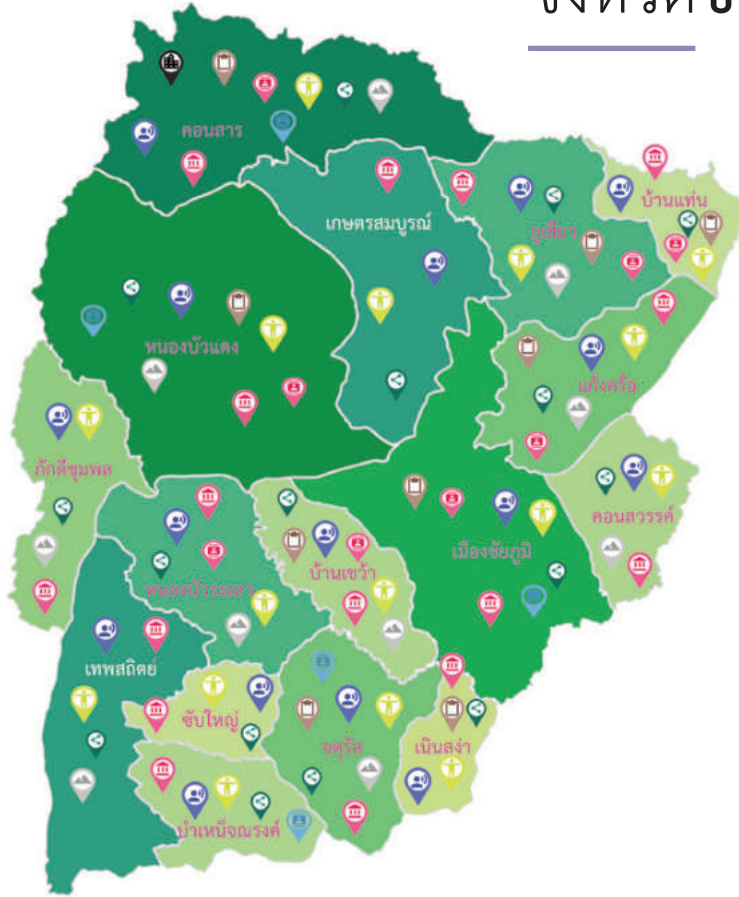 จังหวัด
คอนสาร
บ้านแท่น
เกษตรสมบูรณ์
ภูเขียว
หนองบัวแดง
แก้งคร้อ
ภักดีชุมพล
คอนสวรรค์
เมืองชัยภูมิ
บ้านเขว้า
หนองบัวระเหว
เทพสถิตย์
ซับใหญ่
จตุรัส
เนินสง่า
บำเหน็จณรงค์